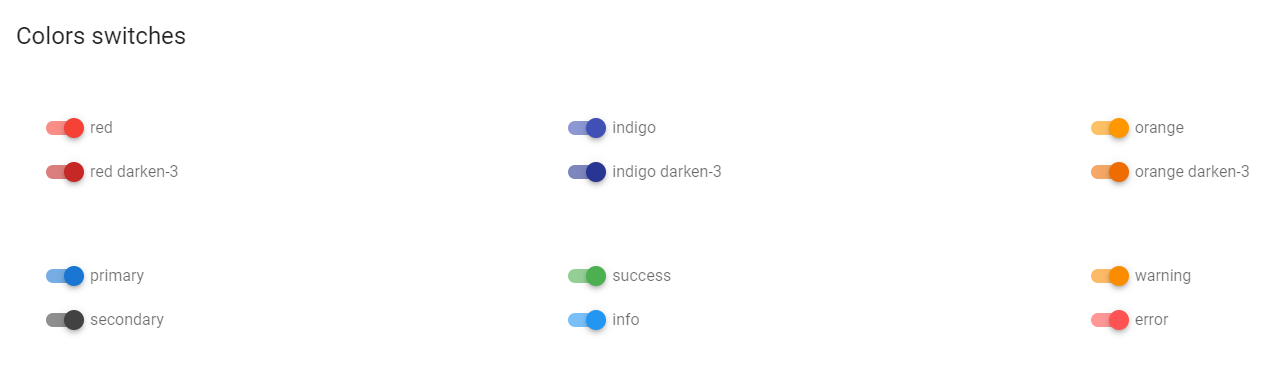 Colors switches
red
indigo
orange
red darken-3
indigo darken-3
orange darken-3
primary
success
warning
secondary
info
error